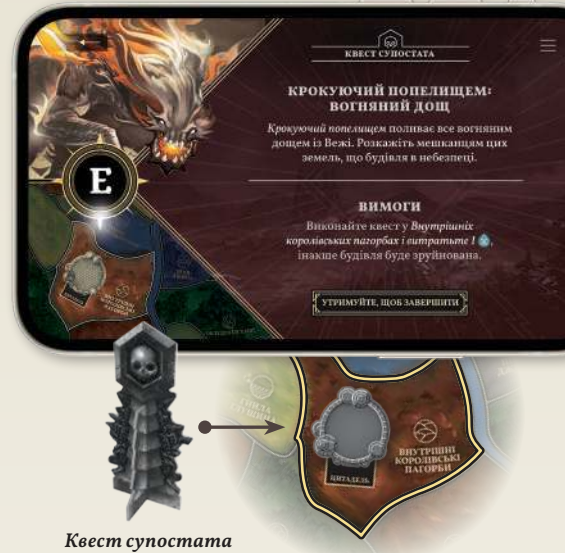 КВЕСТ СУПОСТАТА
КРОКУЮЧИЙ ПОПЕЛИЩЕМ:
ВОГНЯНИЙ ДОЩ
Крокуючий попелищем поливає все вогняним
дощем із Вежі. Розкажіть мешканцям цих
земель, що будівля в небезпеці.
E
ВИМОГИ
Виконайте квест у Внутрішніх
королівських пагорбах і витратьте 1
інакше будівля буде зруйнована.
УТРИМУЙТЕ, ЩОБ ЗАВЕРШИТИ
ВНУТРІШНІ
КОРОЛІВСЬКІ
ПАГОРБИ
ЦИТАДЕЛЬ
Квест супостата